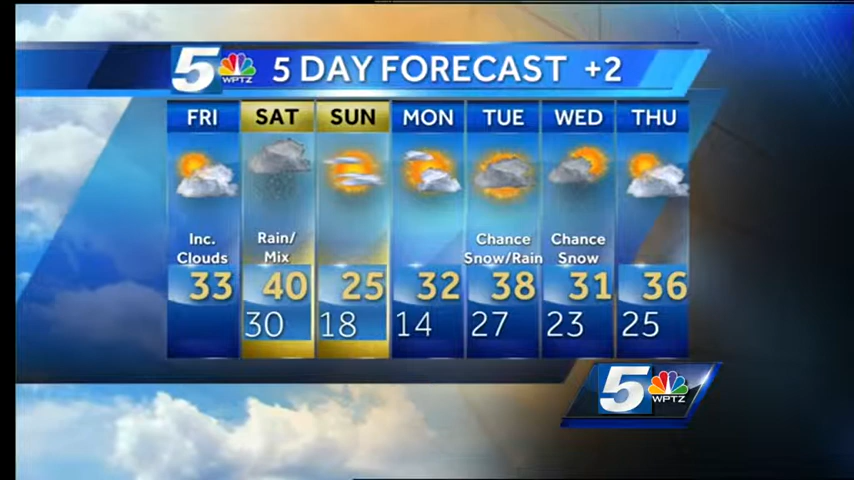 5 WPTZ 5 DAY FORECAST +2
FRI SAT SUN MON TUE WED THU
Inc. Clouds
Rain/ Mix
Chance Snow/Rain
Chance Snow
33 40 25 32 38 31 36
30 18 14 27 23 25
5 WPTZ